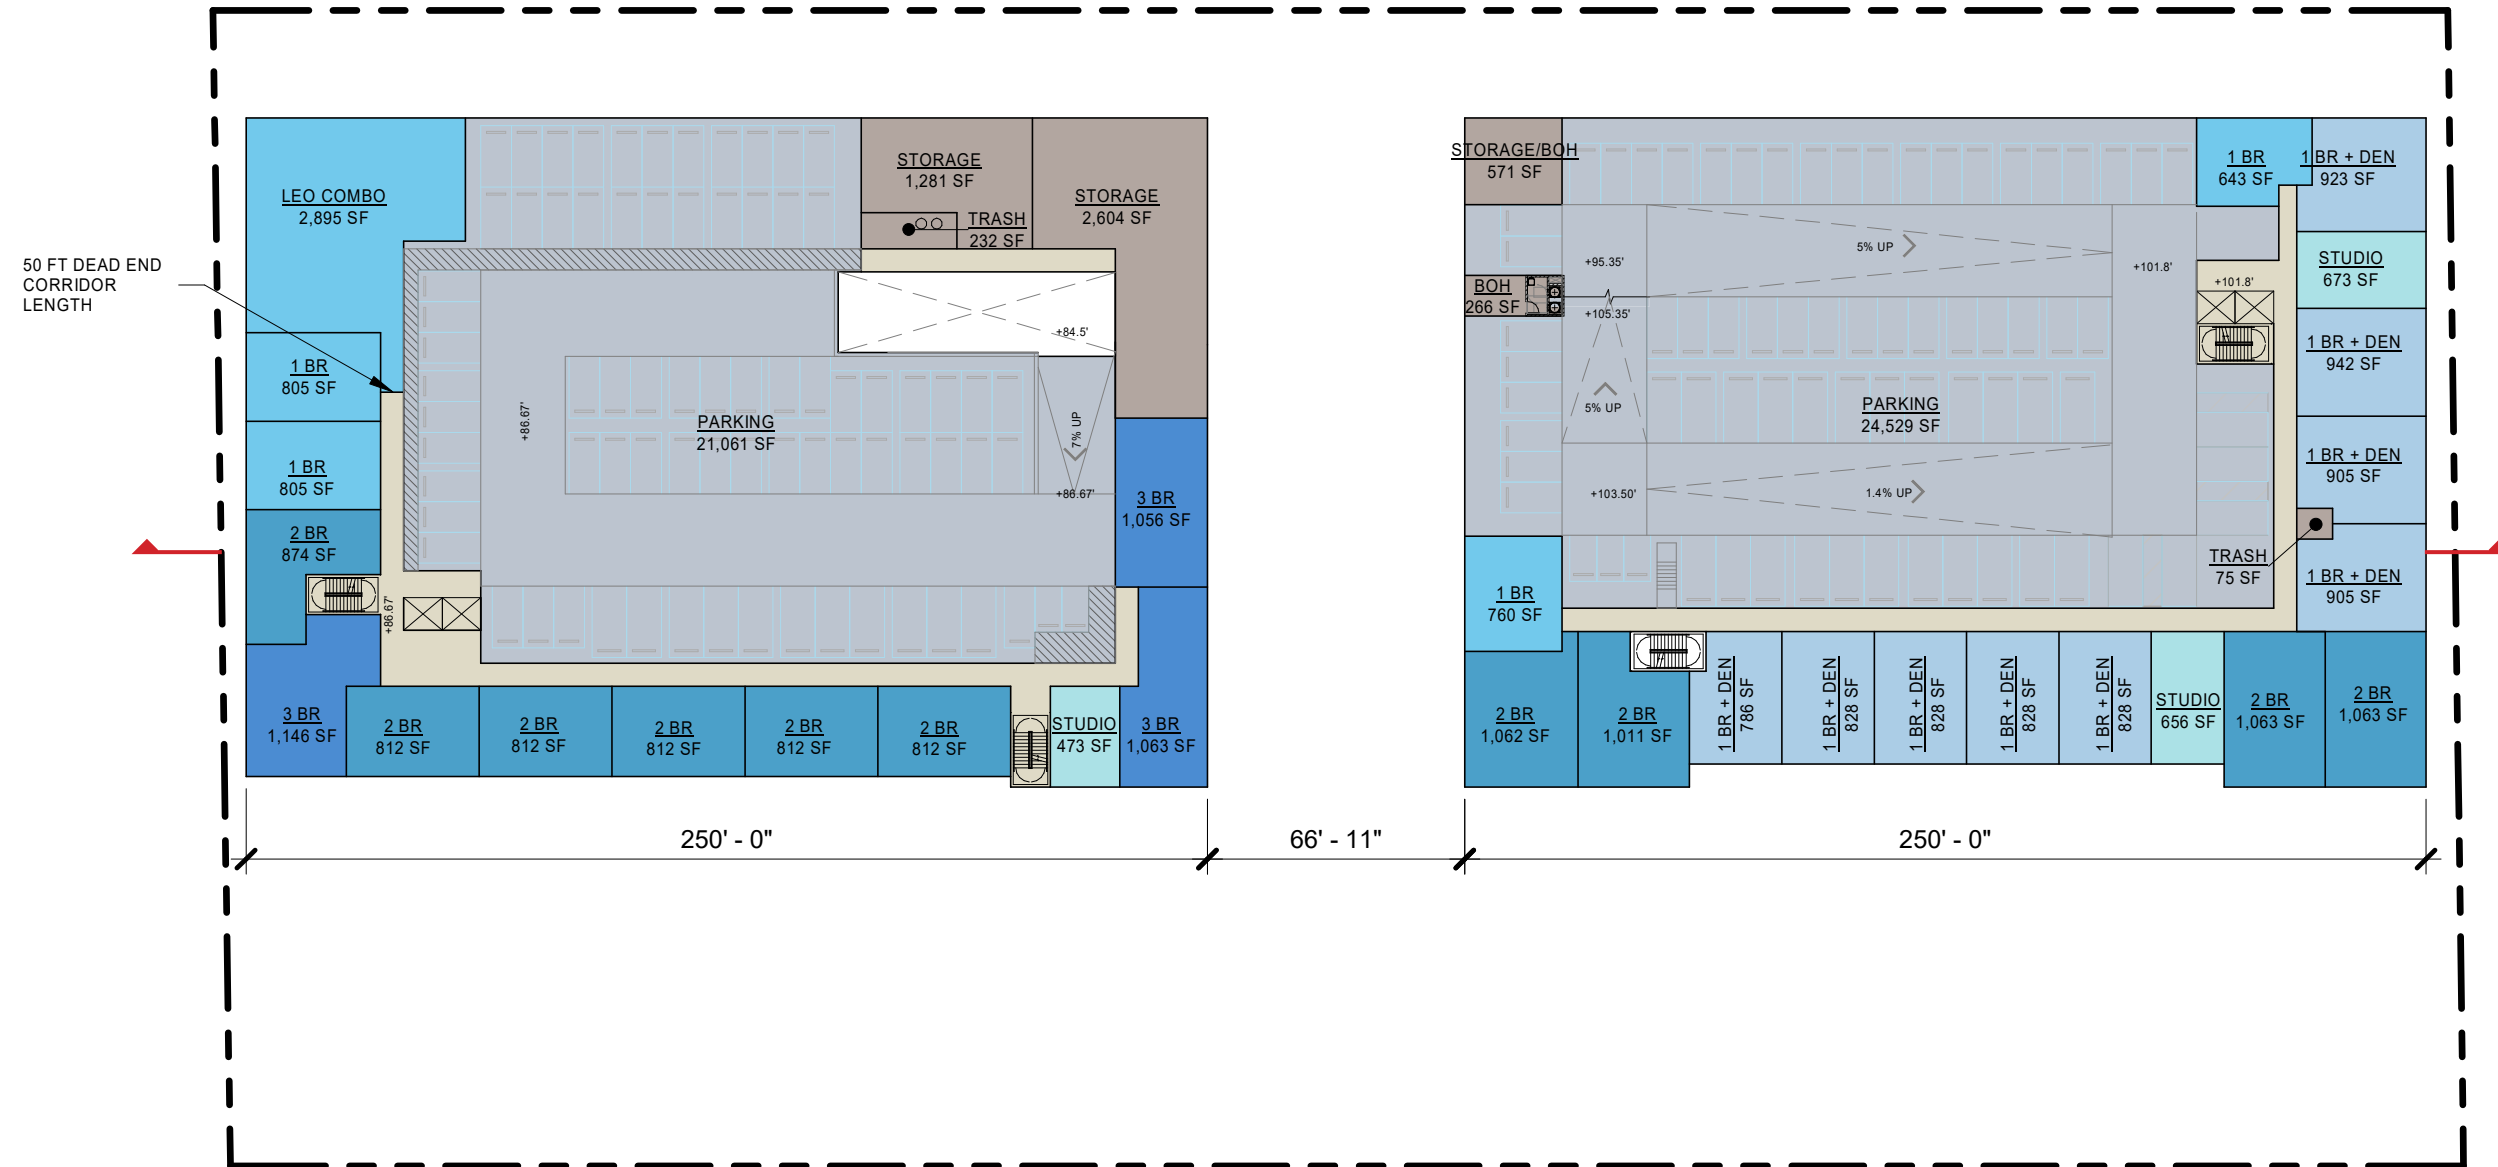 50 FT DEAD END
CORRIDOR
LENGTH
LEO COMBO
2,895 SF
1 BR
805 SF
1 BR
805 SF
2 BR
874 SF
3 BR
1,146 SF
2 BR
812 SF
2 BR
812 SF
2 BR
812 SF
2 BR
812 SF
2 BR
812 SF
STUDIO
473 SF
3 BR
1,063 SF
3 BR
1,056 SF
STORAGE
1,281 SF
TRASH
232 SF
STORAGE
2,604 SF
PARKING
21,061 SF
+84.5'
7% UP
+86.67'
+86.67'
+86.67'
STORAGE/BOH
571 SF
BOH
266 SF
+95.35'
+105.35'
5% UP
5% UP
+103.50'
1.4% UP
PARKING
24,529 SF
+101.8'
+101.8'
1 BR
643 SF
1 BR + DEN
923 SF
STUDIO
673 SF
1 BR + DEN
942 SF
1 BR + DEN
905 SF
TRASH
75 SF
1 BR + DEN
905 SF
1 BR
760 SF
2 BR
1,062 SF
2 BR
1,011 SF
1 BR + DEN
786 SF
1 BR + DEN
828 SF
1 BR + DEN
828 SF
1 BR + DEN
828 SF
1 BR + DEN
828 SF
STUDIO
656 SF
2 BR
1,063 SF
2 BR
1,063 SF
250' - 0"
66' - 11"
250' - 0"